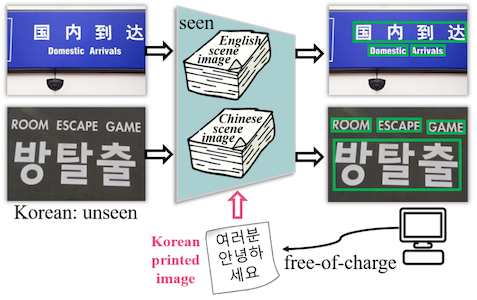 seen
国内到达
Domestic Arrivals
English
scene
image
国内到达
Domestic Arrivals
ROOM ESCAPE GAME
방탈출
Chinese
scene
image
ROOM ESCAPE GAME
방탈출
Korean: unseen
Korean
printed
image
여러분
안녕하
세요
free-of-charge